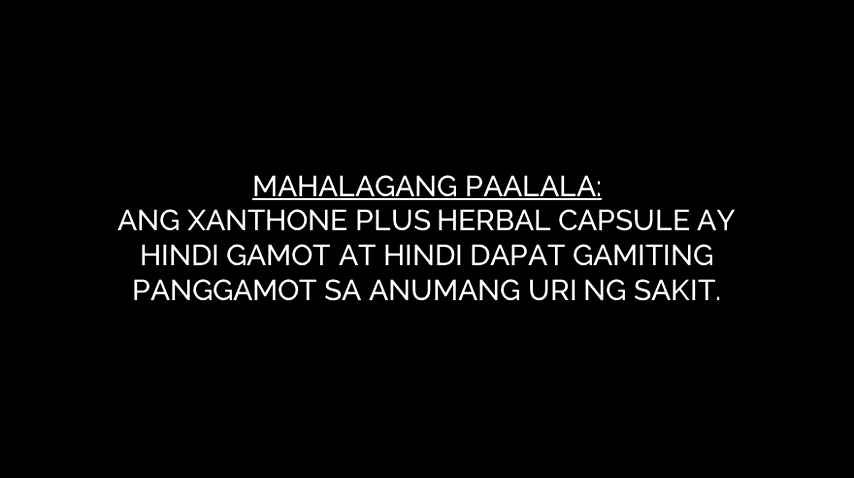 MAHALAGANG PAALALA:
ANG XANTHONE PLUS HERBAL CAPSULE AY
HINDI GAMOT AT HINDI DAPAT GAMITING
PANGGAMOT SA ANUMANG URI NG SAKIT.